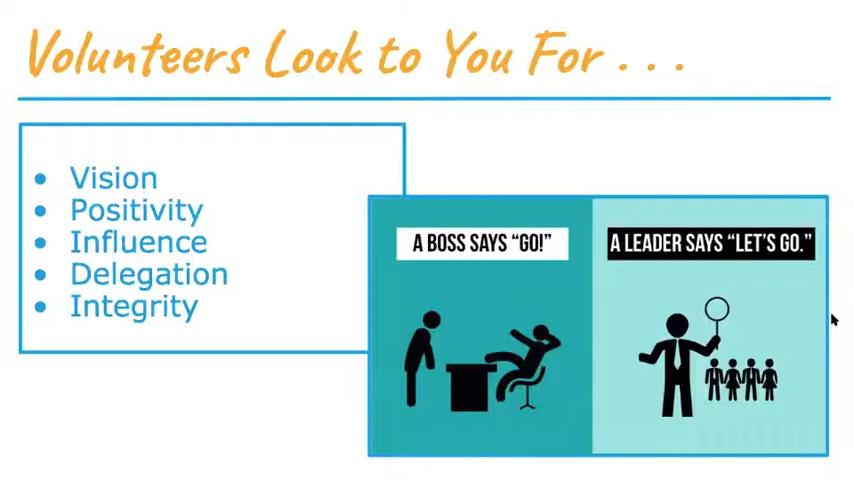 Volunteers Look to You For . . .
• Vision
• Positivity
• Influence
• Delegation
• Integrity
A BOSS SAYS “GO!”
A LEADER SAYS “LET’S GO.”